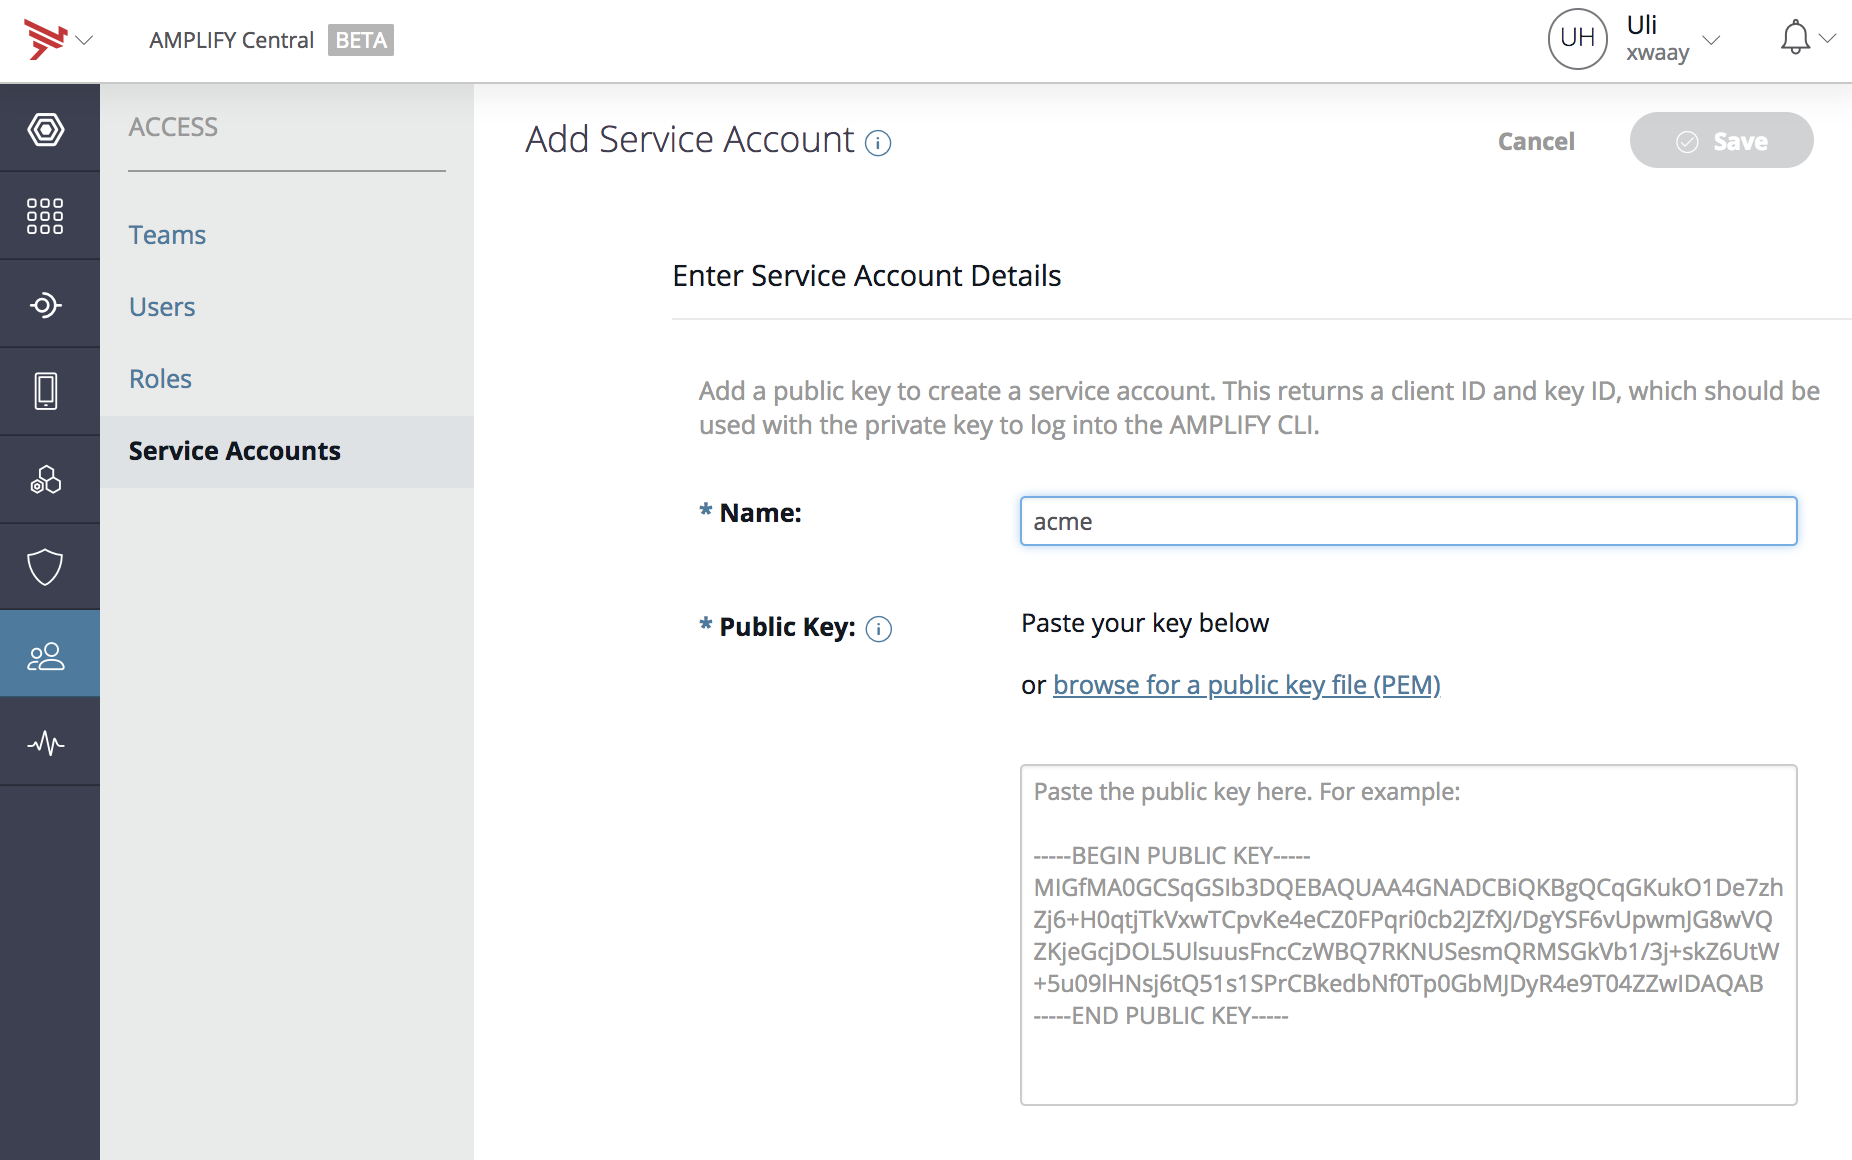 AMPLIFY Central BETA
UH
Uli
xwaay
ACCESS
Teams
Users
Roles
Service Accounts
Add Service Account
Cancel
Save
Enter Service Account Details
Add a public key to create a service account. This returns a client ID and key ID, which should be
used with the private key to log into the AMPLIFY CLI.
* Name:
acme
* Public Key:
Paste your key below
or browse for a public key file (PEM)
Paste the public key here. For example:
-----BEGIN PUBLIC KEY-----
MIGfMA0GCSqGSIb3DQEBAQUAA4GNADCBiQKBgQCqGKukO1De7zh
Zj6+H0qtjTkVxwTCpvKe4eCZ0FPqri0cb2JZfXJ/DgYSF6vUpwmJG8wVQ
ZKjeGcjDOL5UlsuusFncCzWBQ7RKNUSesmQRMSGkVb1/3j+skZ6UtW
+5u09lHNsj6tQ51s1SPrCBkedbNf0Tp0GbMJDyR4e9T04ZZwIDAQAB
-----END PUBLIC KEY-----